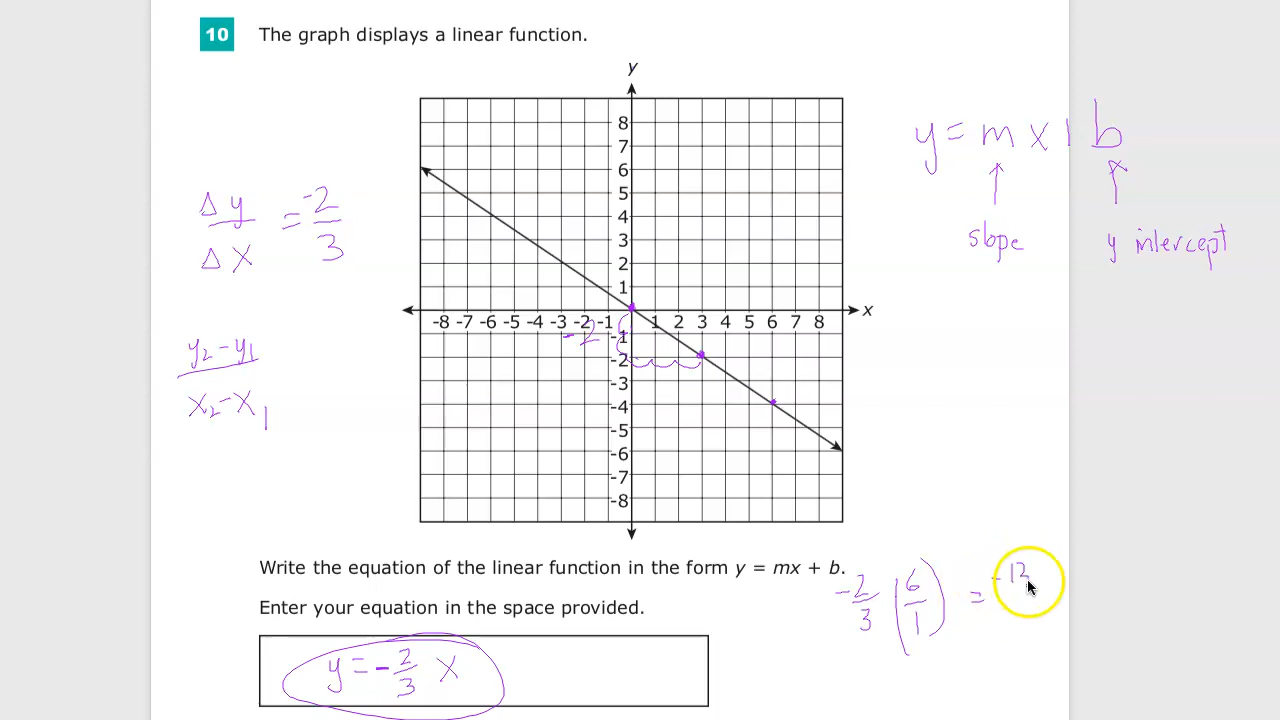 10 The graph displays a linear function.
y
8
7
6
5
4
3
2
1
-8 -7 -6 -5 -4 -3 -2 -1 1 2 3 4 5 6 7 8 x
-1
-2
-3
-4
-5
-6
-7
-8
y = mx + b
slope
y intercept
Δy/Δx = -2/3
y₂-y₁/x₂-x₁
-2
Write the equation of the linear function in the form y = mx + b.
Enter your equation in the space provided.
-2/3 (6/1) = -12
y = -2/3 x